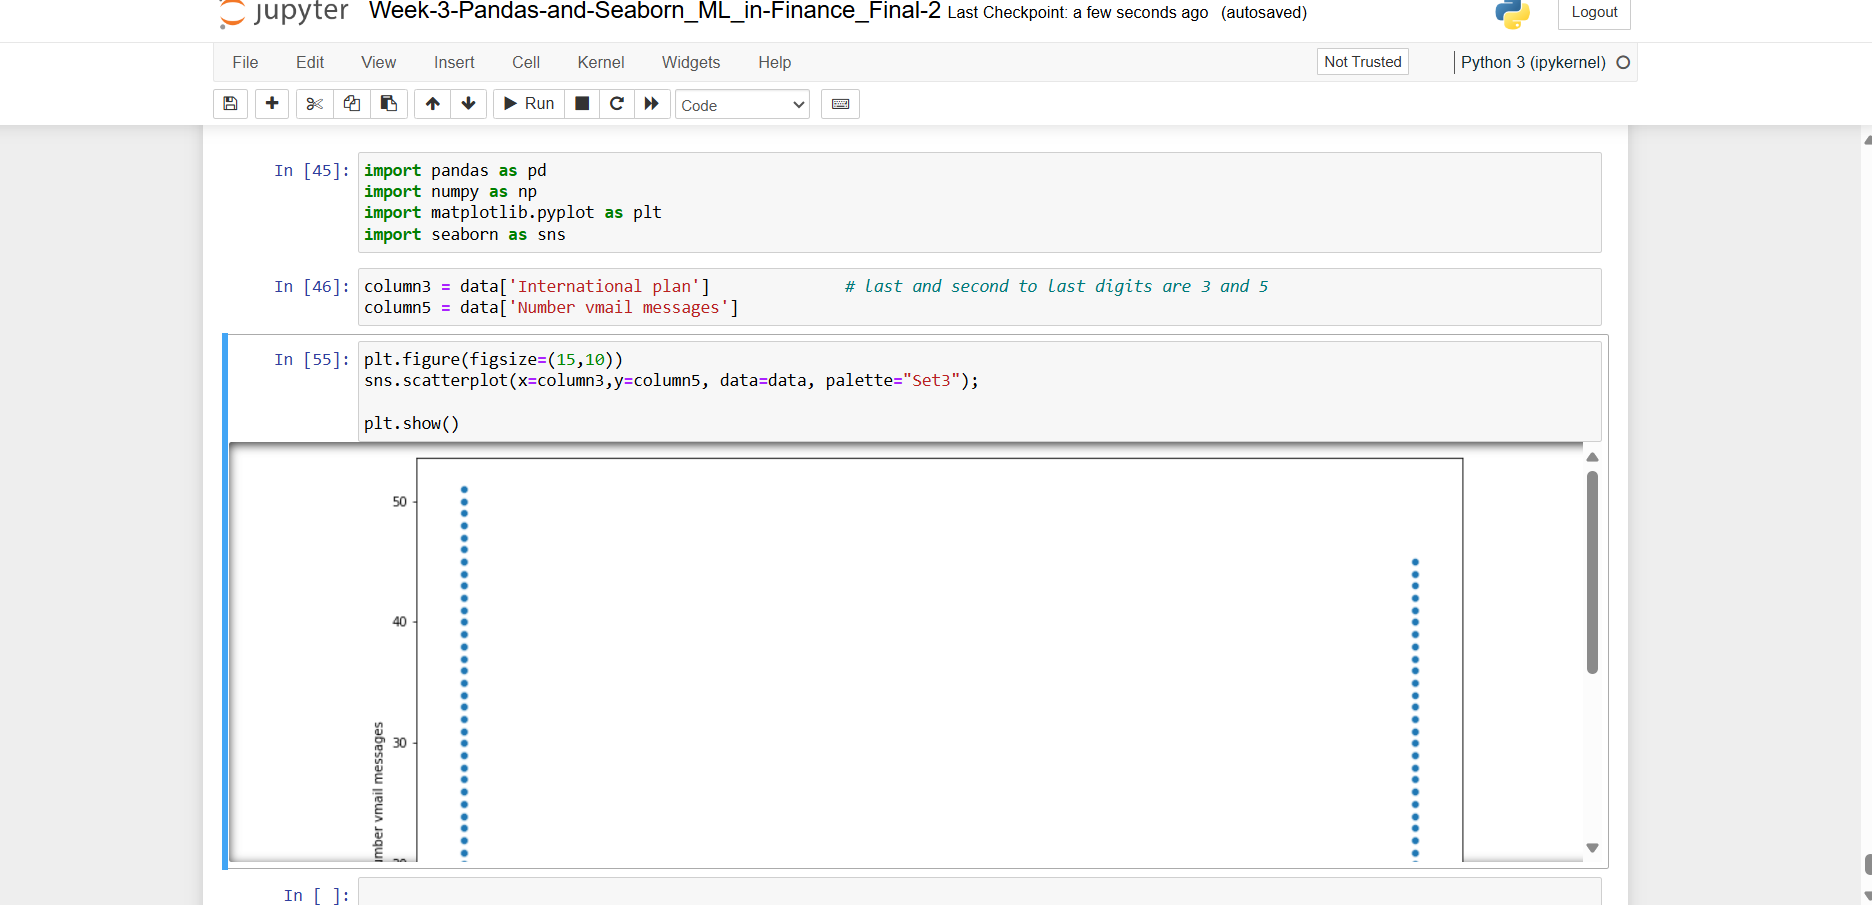 jupyter Week-3-Pandas-and-Seaborn_ML_in-Finance_Final-2 Last Checkpoint: a few seconds ago (autosaved) Logout
File Edit View Insert Cell Kernel Widgets Help Not Trusted Python 3 (ipykernel)
Run Code
In [45]: import pandas as pd
import numpy as np
import matplotlib.pyplot as plt
import seaborn as sns
In [46]: column3 = data['International plan'] # last and second to last digits are 3 and 5
column5 = data['Number vmail messages']
In [55]: plt.figure(figsize=(15,10))
sns.scatterplot(x=column3,y=column5, data=data, palette="Set3");
plt.show()
50
40
30
mber vmail messages
In [ ]: